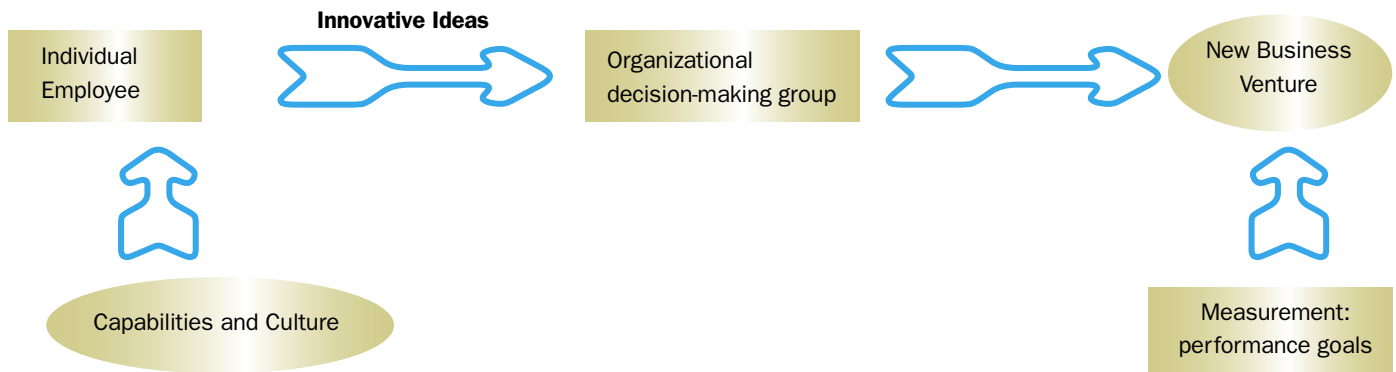 Innovative Ideas
Individual
Employee
Organizational
decision-making group
New Business
Venture
Capabilities and Culture
Measurement:
performance goals